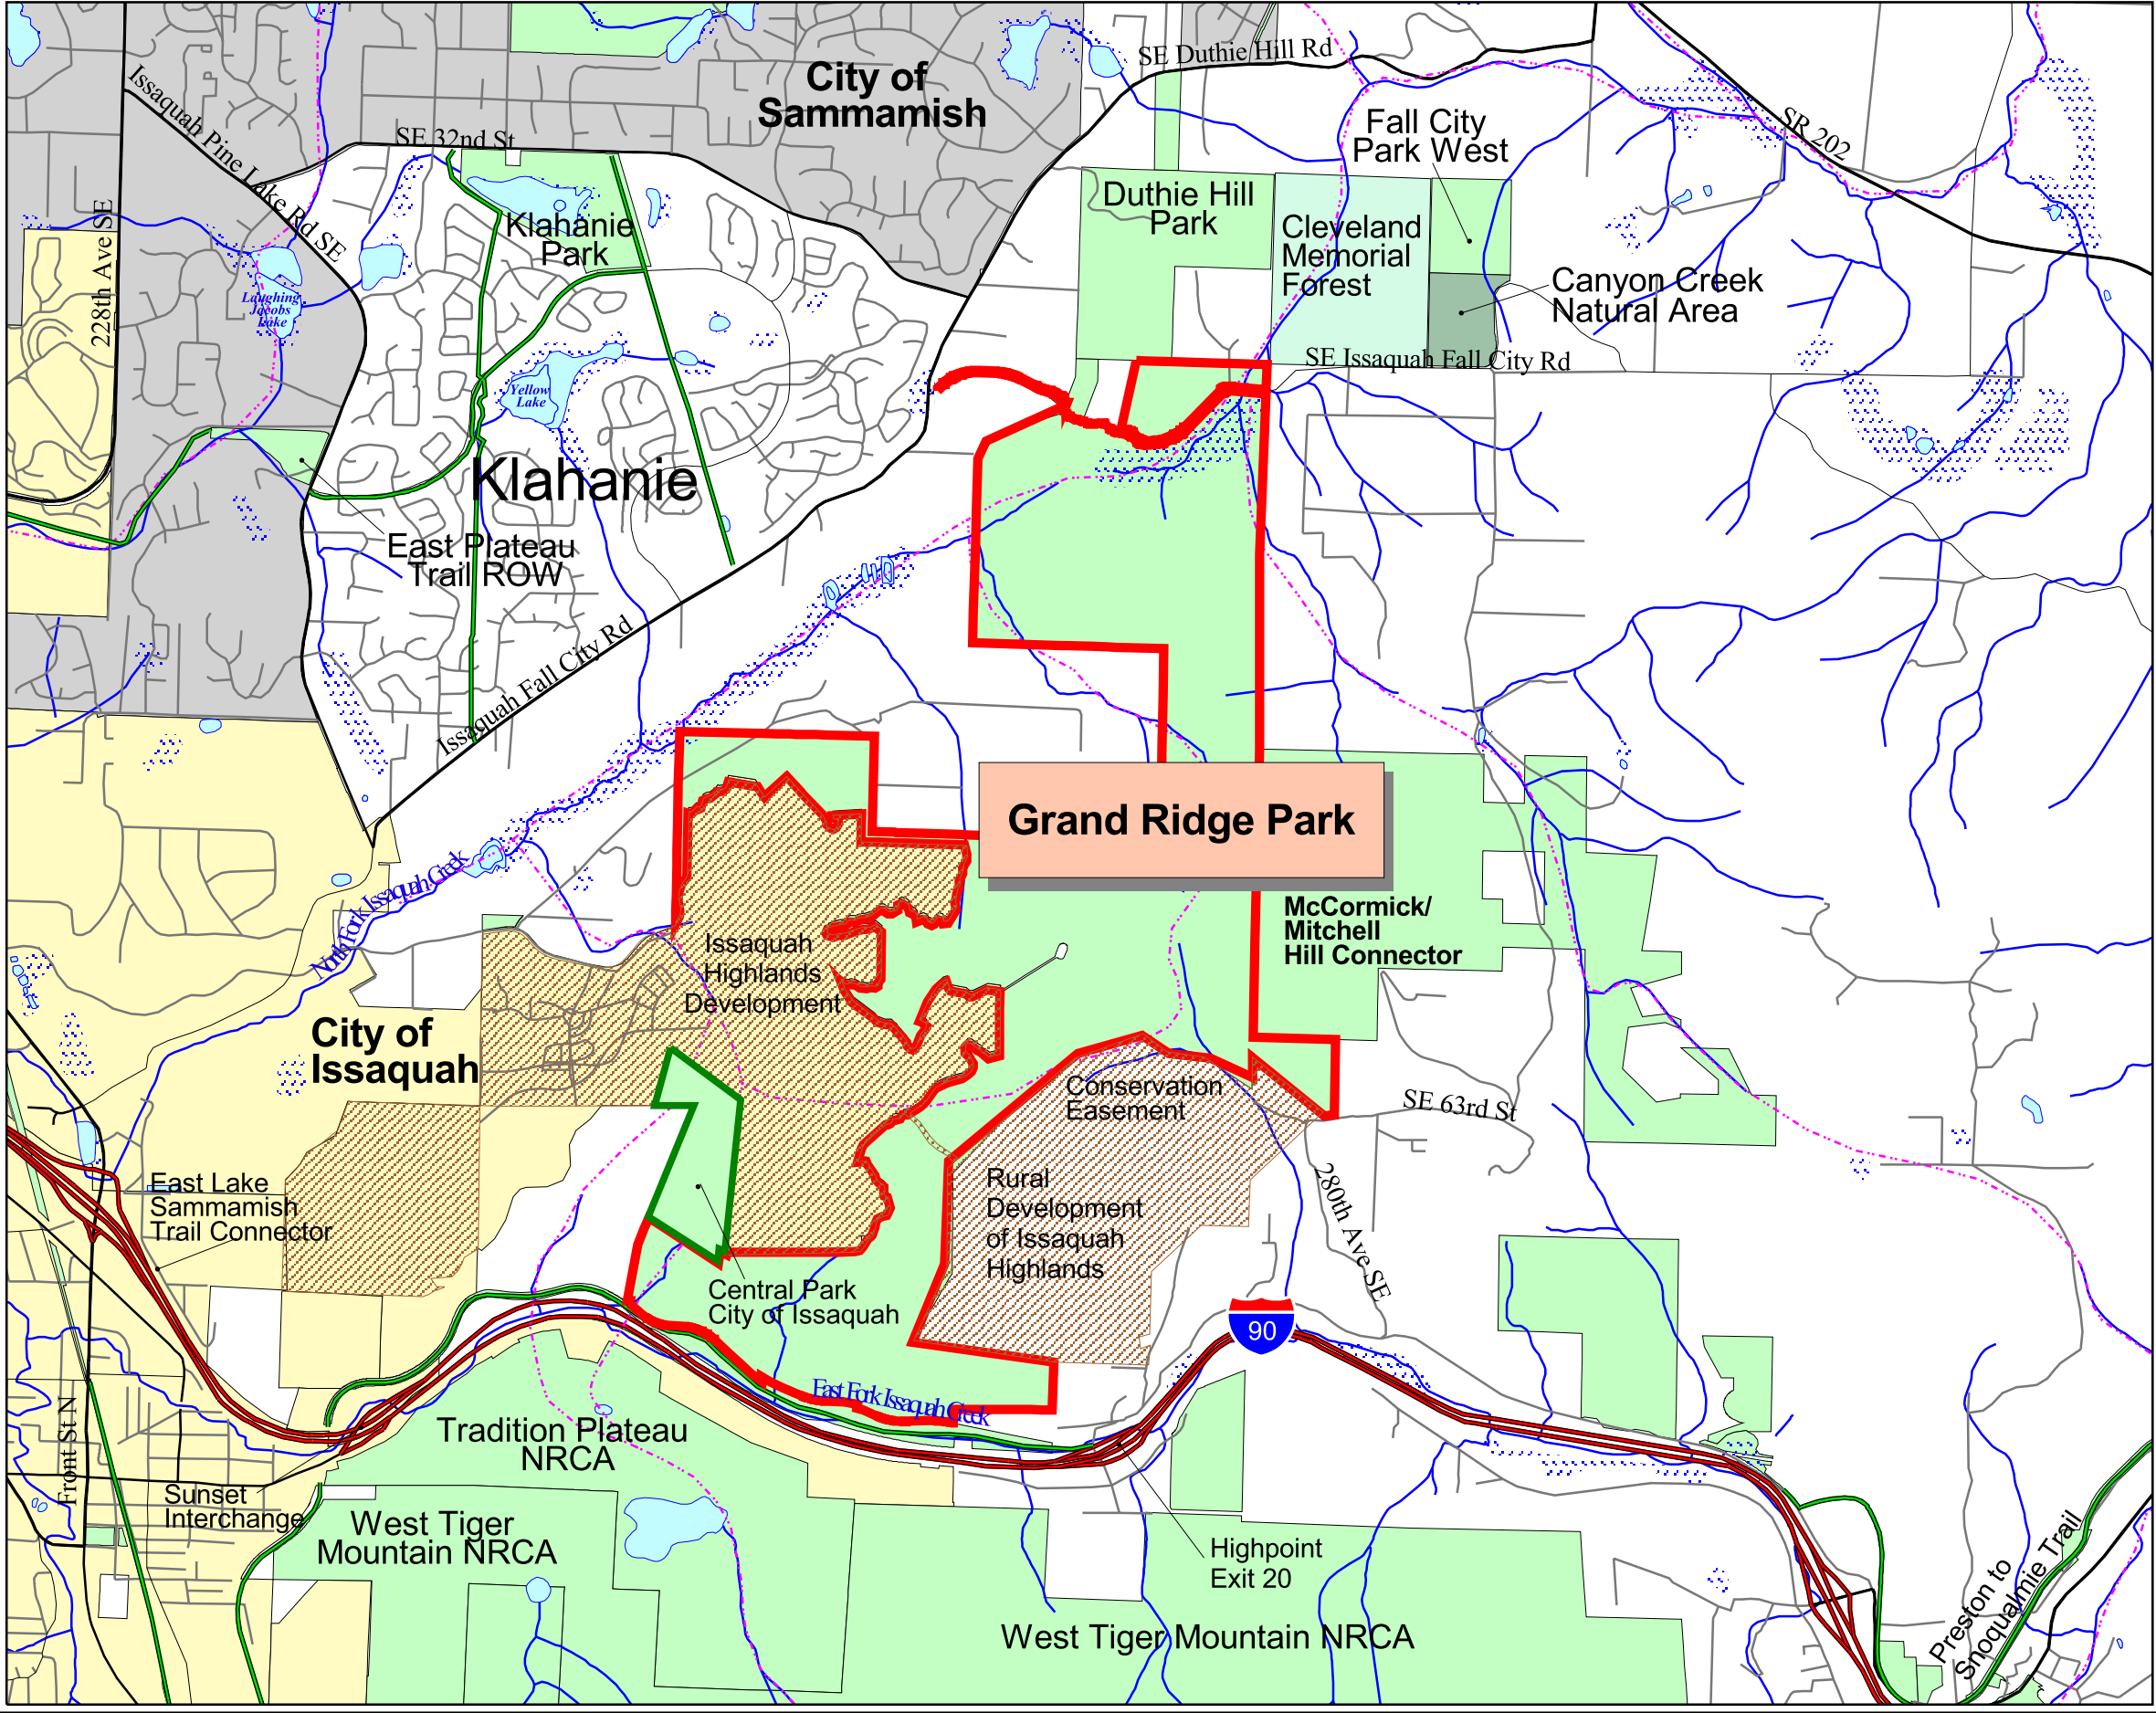 City of
Sammamish
SE Duthie Hill Rd
Issaquah Pine Lake Rd SE
SE 32nd St
Fall City
Park West
SR 202
228th Ave SE
Klahanie
Park
Duthie Hill
Park
Cleveland
Memorial
Forest
Canyon Creek
Natural Area
Laughing
Jacobs
Lake
SE Issaquah Fall City Rd
Yellow
Lake
Klahanie
East Plateau
Trail ROW
Issaquah Fall City Rd
Grand Ridge Park
North Fork Issaquah Creek
McCormick/
Mitchell
Hill Connector
Issaquah
Highlands
Development
City of
Issaquah
Conservation
Easement
SE 63rd St
East Lake
Sammamish
Trail Connector
Rural
Development
of Issaquah
Highlands
280th Ave SE
Central Park
City of Issaquah
90
East Fork Issaquah Creek
Front St N
Tradition Plateau
NRCA
Sunset
Interchange
West Tiger
Mountain NRCA
Highpoint
Exit 20
West Tiger Mountain NRCA
Preston to
Snoqualmie Trail